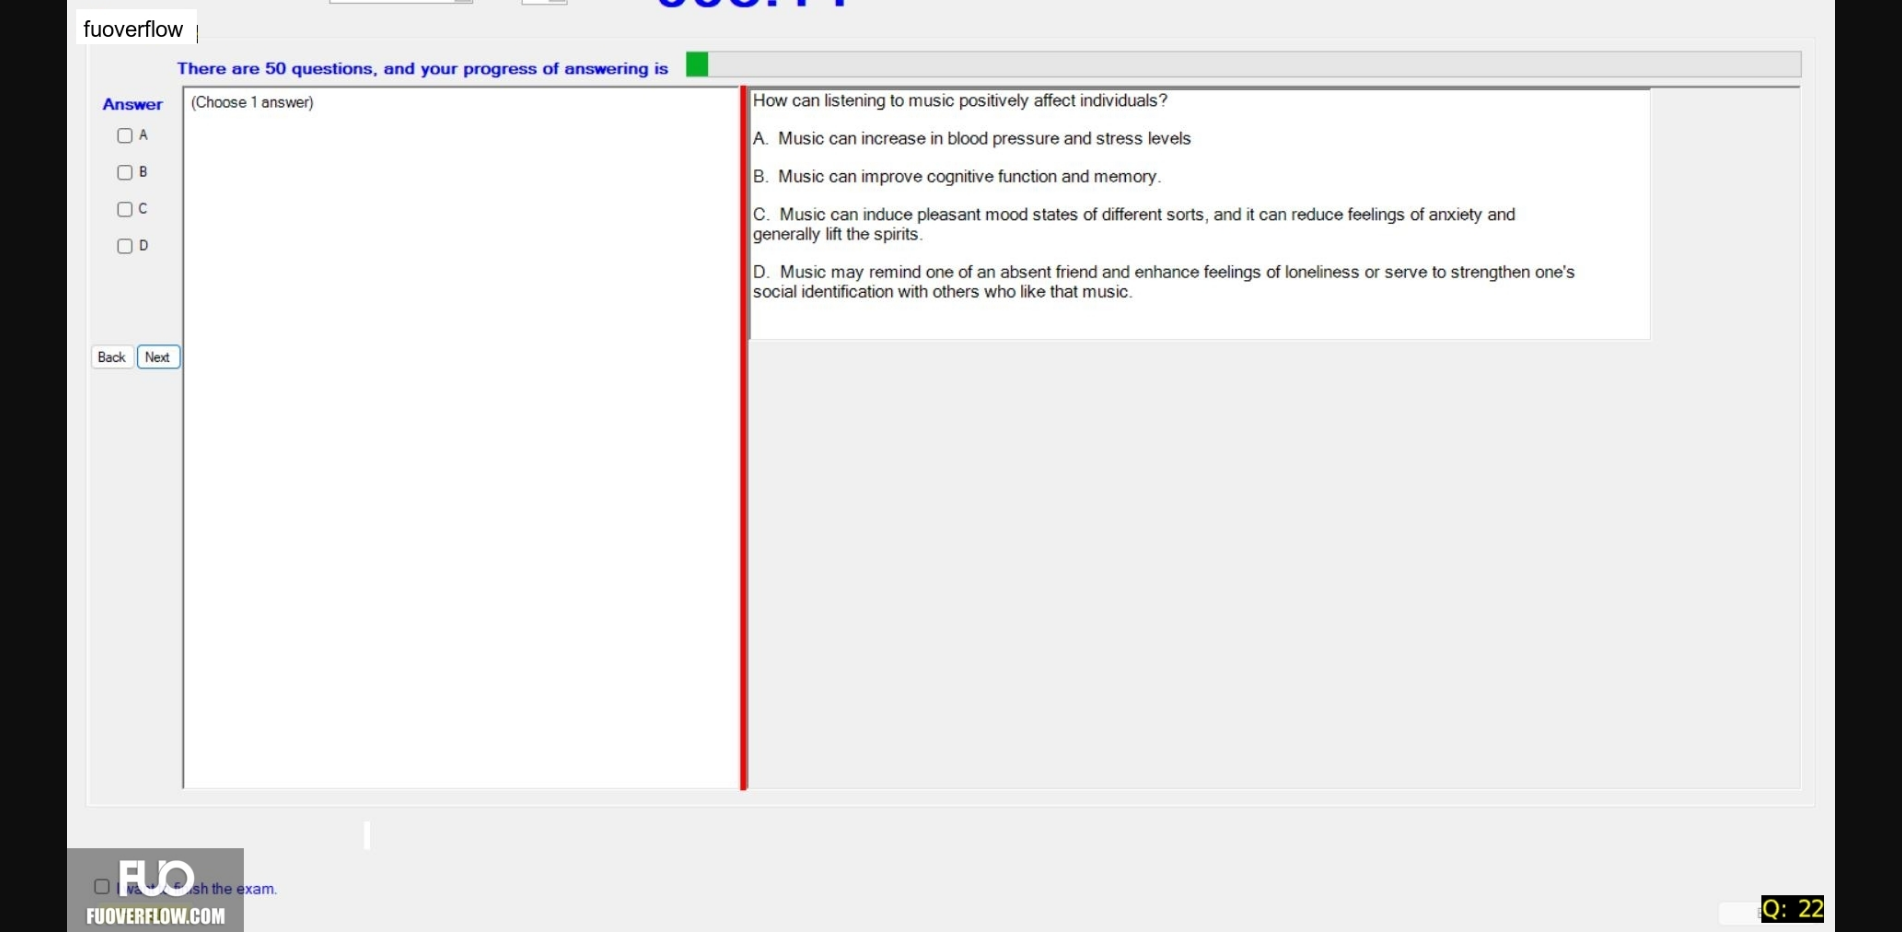 fuoverflow
There are 50 questions, and your progress of answering is
Answer
(Choose 1 answer)
A
B
C
D
Back Next
How can listening to music positively affect individuals?
A. Music can increase in blood pressure and stress levels
B. Music can improve cognitive function and memory.
C. Music can induce pleasant mood states of different sorts, and it can reduce feelings of anxiety and
generally lift the spirits.
D. Music may remind one of an absent friend and enhance feelings of loneliness or serve to strengthen one's
social identification with others who like that music.
FUO
sh the exam.
FUOVERFLOW.COM
Q: 22